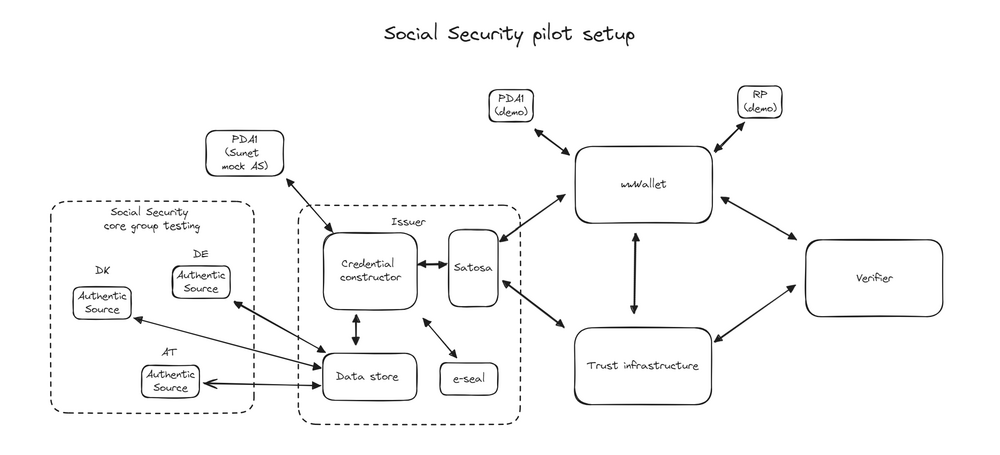 Social Security pilot setup
PDA1
(demo)
RP
(demo)
PDA1
(Sunet
mock AS)
wwWallet
Social Security
core group testing
Issuer
DE
Authentic
Source
DK
Authentic
Source
AT
Authentic
Source
Credential
constructor
Satosa
Data store
e-seal
Trust infrastructure
Verifier